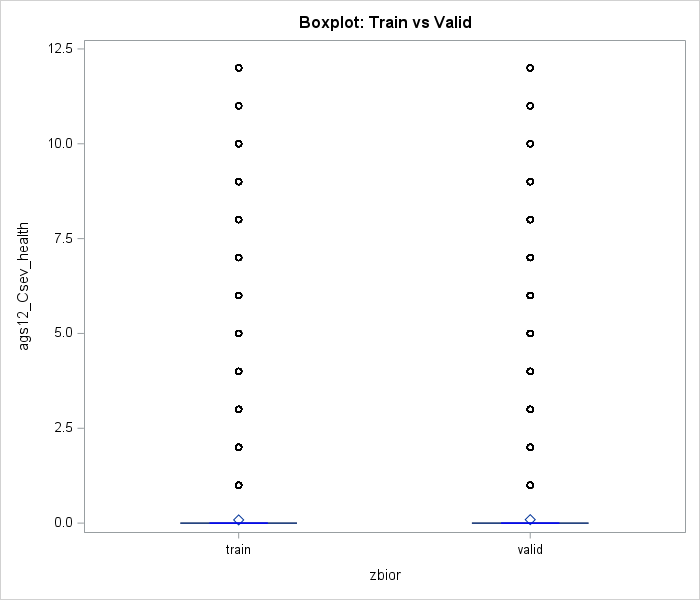 Boxplot: Train vs Valid
12.5
10.0
7.5
5.0
2.5
0.0
ags12_Csev_health
train
valid
zbior